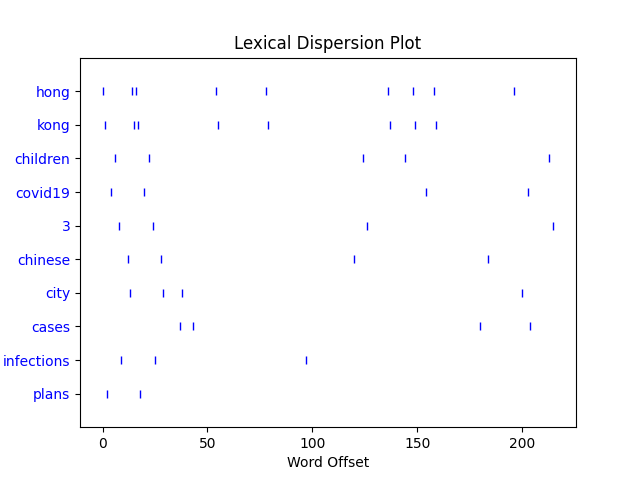 Lexical Dispersion Plot
hong
kong
children
covid19
3
chinese
city
cases
infections
plans
0 50 100 150 200
Word Offset